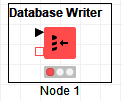 Database Writer
Node 1